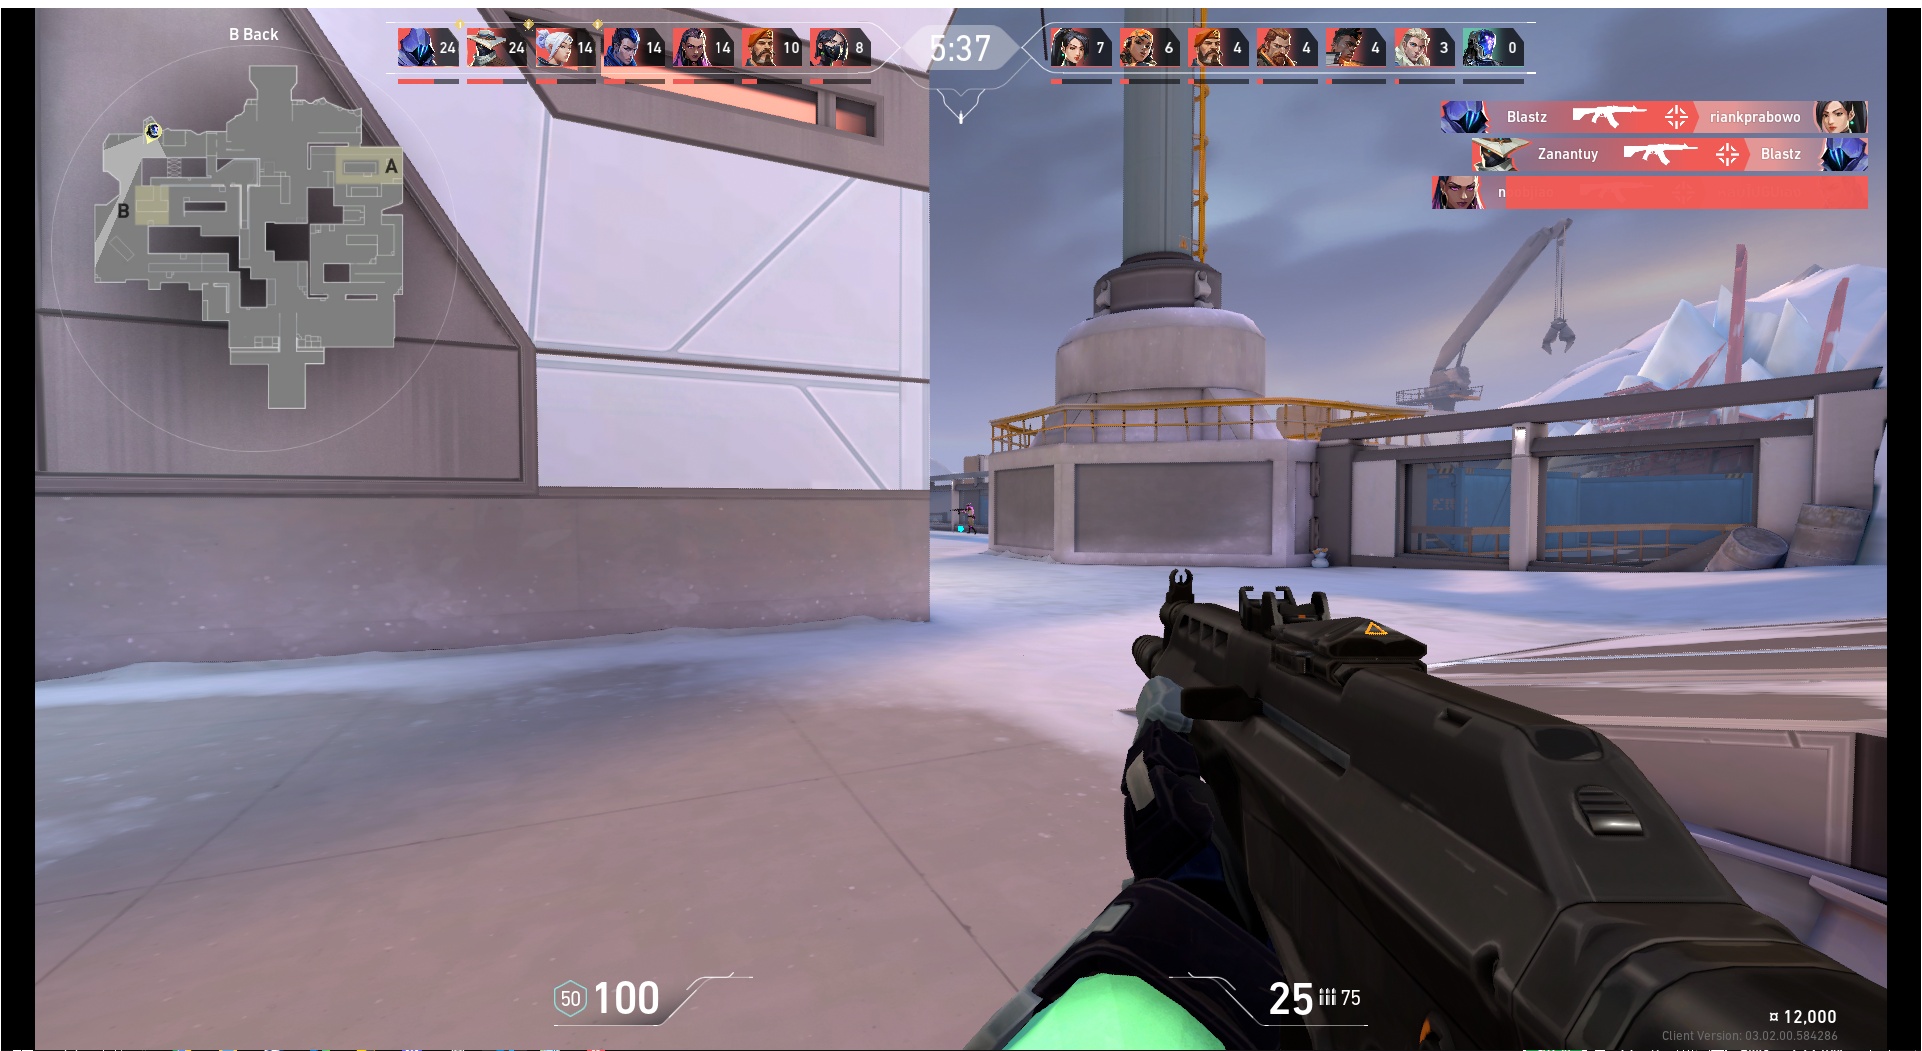 B Back
24 24 14 14 14 10 8
5:37
7 6 4 4 4 3 0
A
B
Blastz riankprabowo
Zanantuy Blastz
50 100
25 75
¤ 12,000
Client Version: 03.02.00.584286